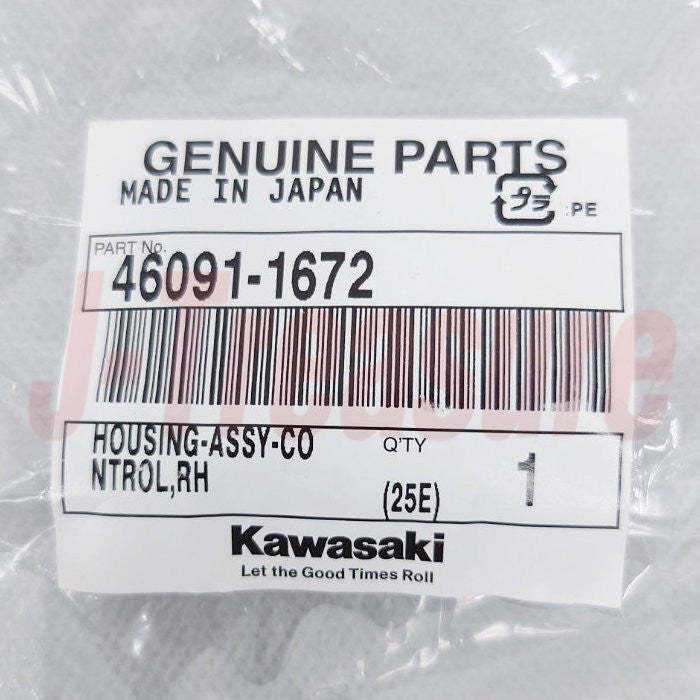 GENUINE PARTS
MADE IN JAPAN
プラ :PE
PART No.
46091-1672
J-Treasure
HOUSING-ASSY-CO
NTROL,RH
Q'TY
(25E)
1
Kawasaki
Let the Good Times Roll